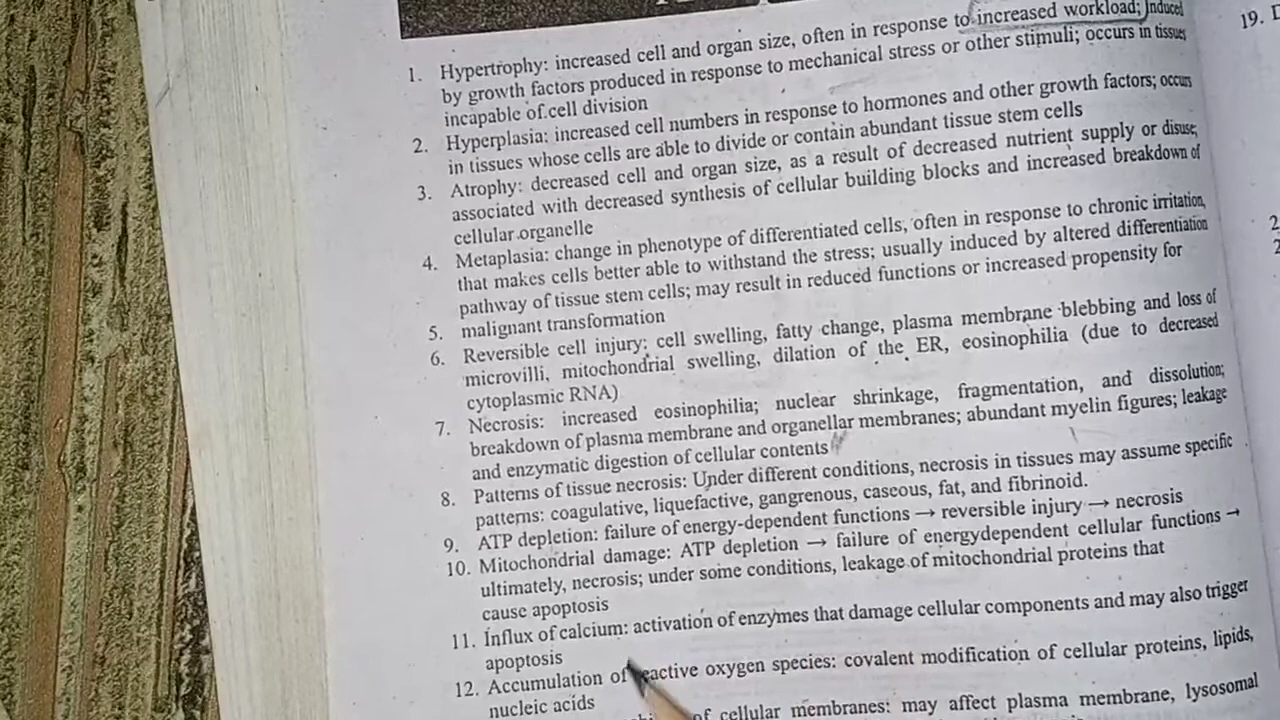 1. Hypertrophy: increased cell and organ size, often in response to increased workload; induced
by growth factors produced in response to mechanical stress or other stimuli; occurs in tissues
incapable of cell division
2. Hyperplasia: increased cell numbers in response to hormones and other growth factors; occurs
in tissues whose cells are able to divide or contain abundant tissue stem cells
3. Atrophy: decreased cell and organ size, as a result of decreased nutrient supply or disuse;
associated with decreased synthesis of cellular building blocks and increased breakdown of
cellular organelle
4. Metaplasia: change in phenotype of differentiated cells, often in response to chronic irritation,
that makes cells better able to withstand the stress; usually induced by altered differentiation
pathway of tissue stem cells; may result in reduced functions or increased propensity for
5. malignant transformation
6. Reversible cell injury: cell swelling, fatty change, plasma membrane blebbing and loss of
microvilli, mitochondrial swelling, dilation of the ER, eosinophilia (due to decreased
cytoplasmic RNA)
7. Necrosis: increased eosinophilia; nuclear shrinkage, fragmentation, and dissolution;
breakdown of plasma membrane and organellar membranes; abundant myelin figures; leakage
and enzymatic digestion of cellular contents
8. Patterns of tissue necrosis: Under different conditions, necrosis in tissues may assume specific
patterns: coagulative, liquefactive, gangrenous, caseous, fat, and fibrinoid.
9. ATP depletion: failure of energy-dependent functions → reversible injury → necrosis
10. Mitochondrial damage: ATP depletion → failure of energydependent cellular functions →
ultimately, necrosis; under some conditions, leakage of mitochondrial proteins that
cause apoptosis
11. Influx of calcium: activation of enzymes that damage cellular components and may also trigger
apoptosis
12. Accumulation of reactive oxygen species: covalent modification of cellular proteins, lipids,
nucleic acids
of cellular membranes: may affect plasma membrane, lysosomal
19.